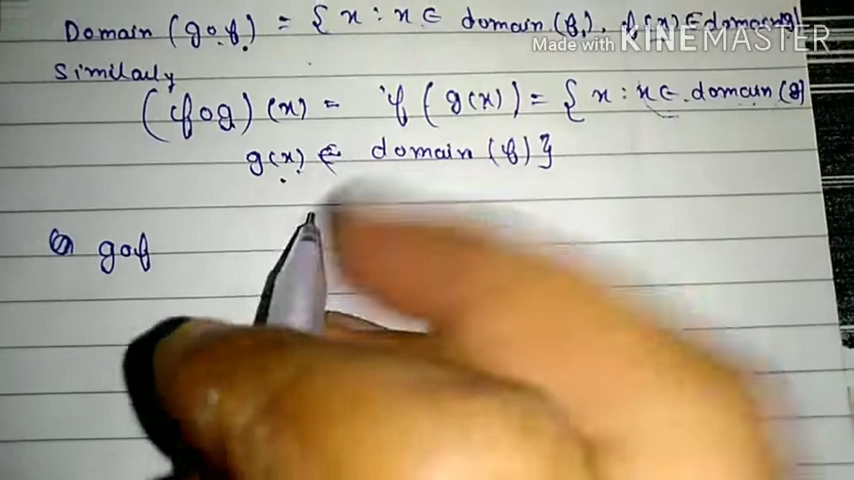 Domain (gof) = { x : x ∈ domain (f), f(x) ∈ domain(g)
Made with KINEMASTER
Similarly
(fog) (x) = f ( g(x) ) = { x : x ∈ domain (g)
g(x) ∈ domain (f) }
gof